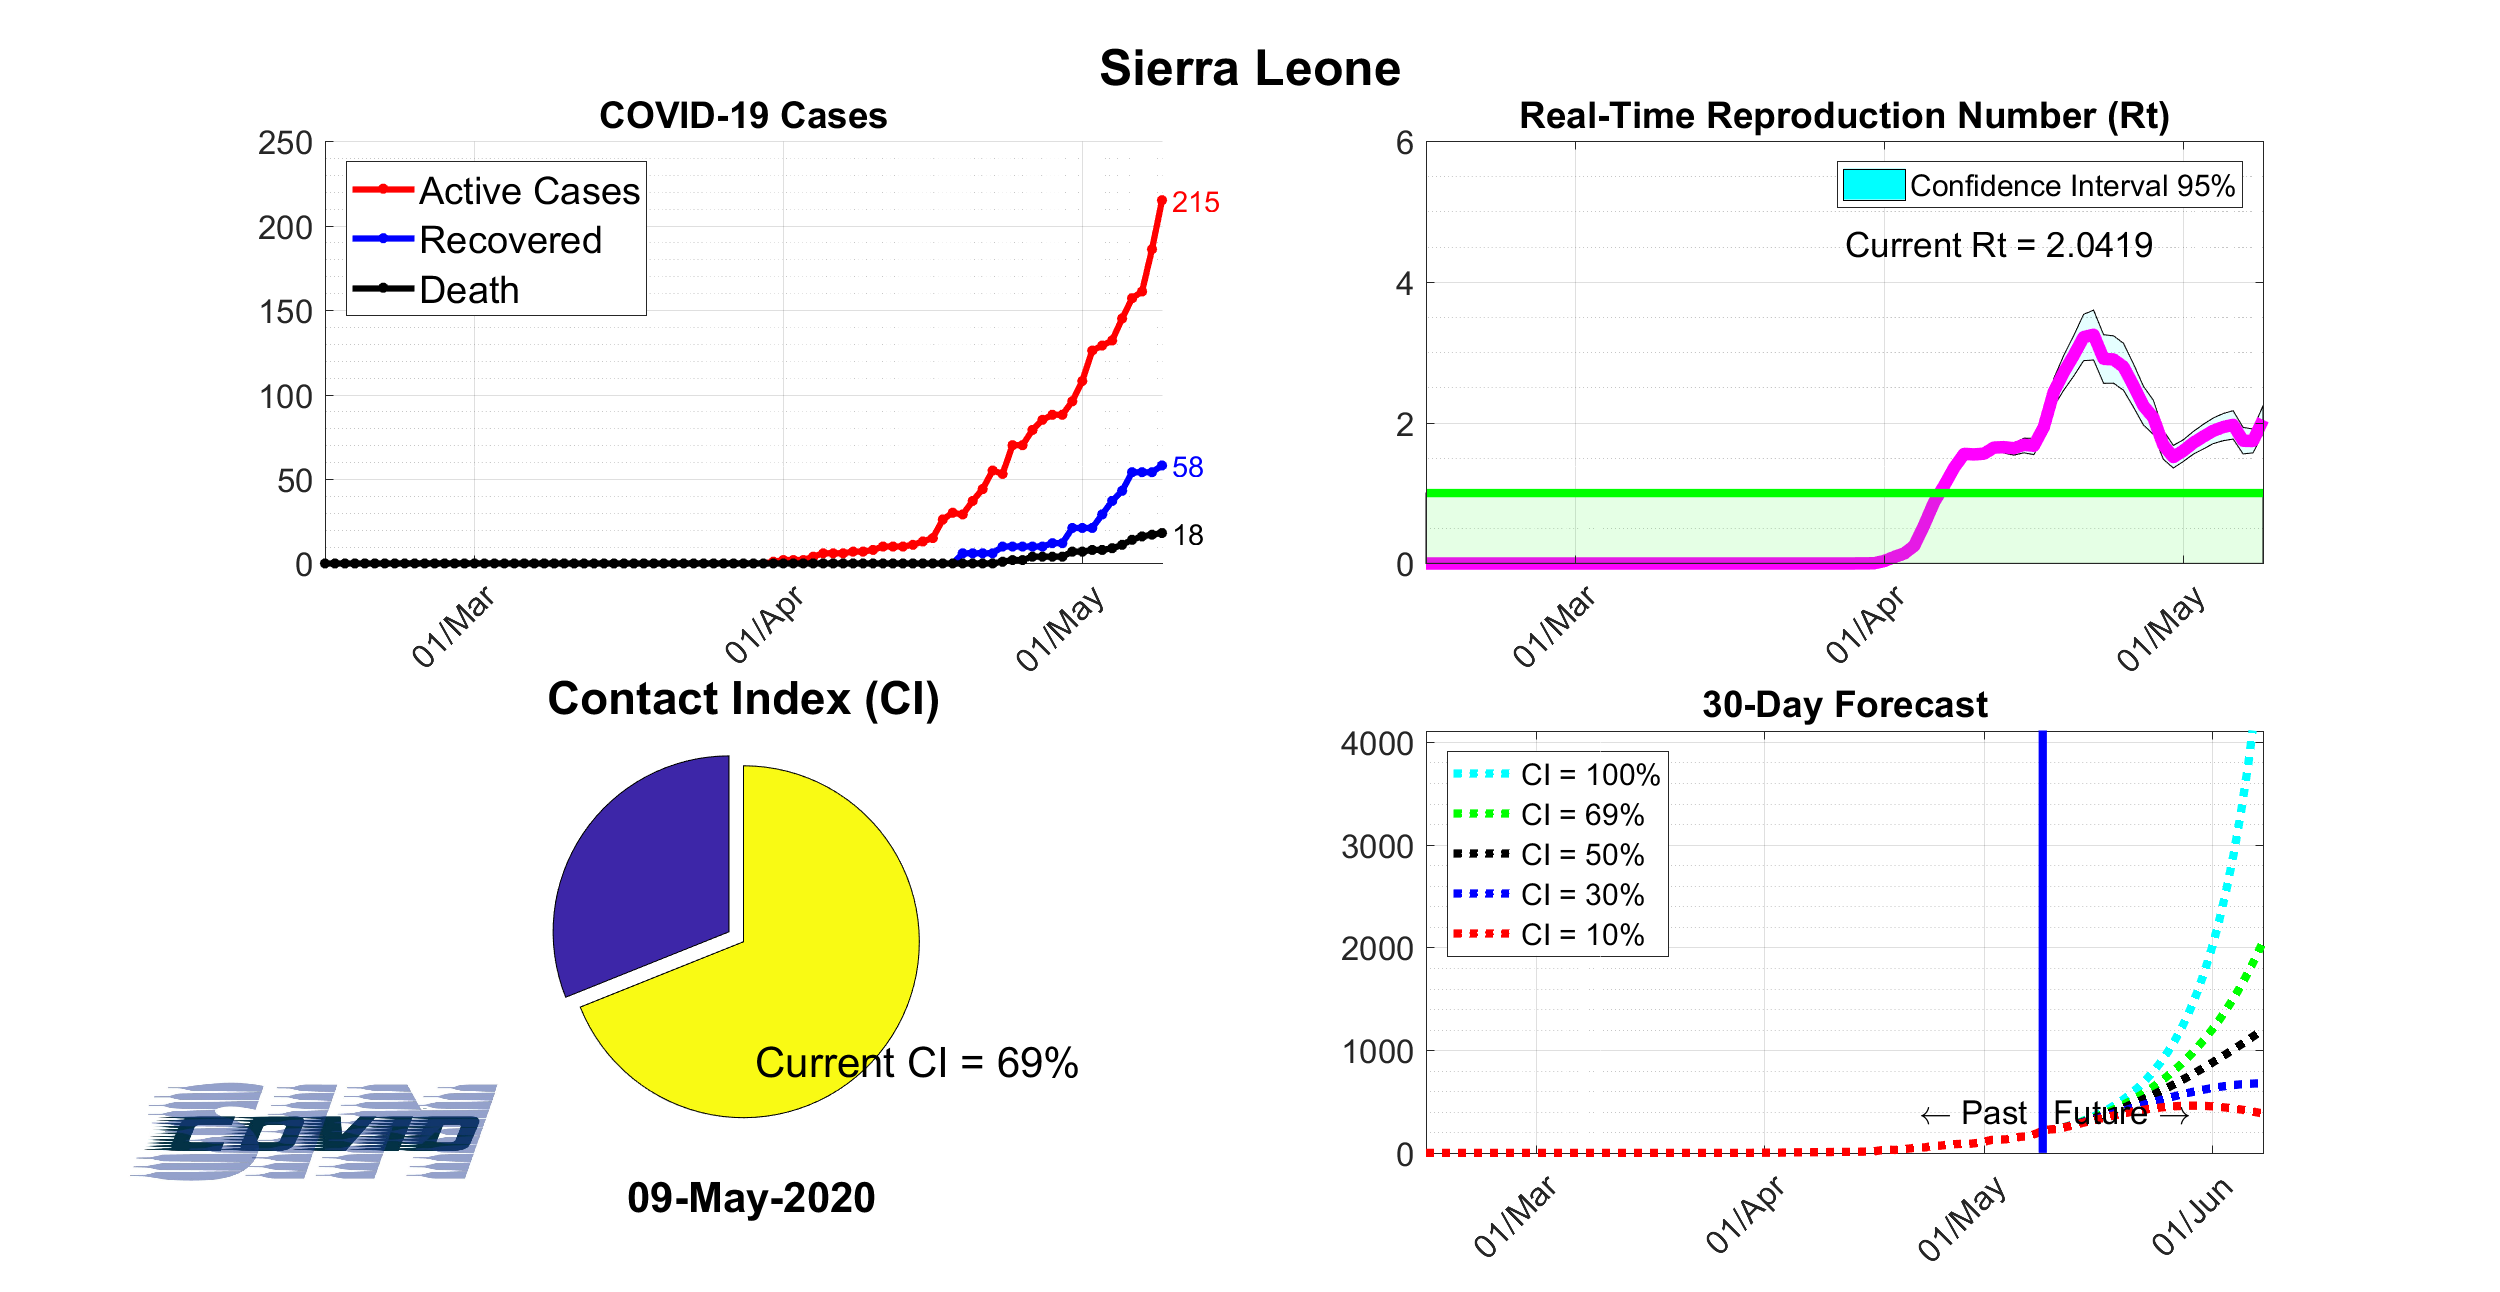 Sierra Leone
COVID-19 Cases
250
200
150
100
50
0
Active Cases
Recovered
Death
215
58
18
01/Mar
01/Apr
01/May
Real-Time Reproduction Number (Rt)
6
4
2
0
Confidence Interval 95%
Current Rt = 2.0419
01/Mar
01/Apr
01/May
Contact Index (CI)
Current CI = 69%
30-Day Forecast
4000
3000
2000
1000
0
CI = 100%
CI = 69%
CI = 50%
CI = 30%
CI = 10%
← Past
Future →
01/Mar
01/Apr
01/May
01/Jun
SIM
COVID
09-May-2020